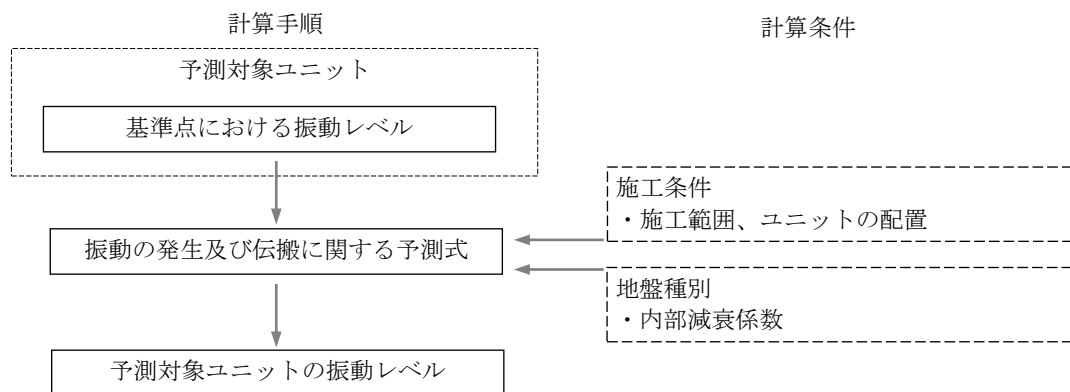 計算手順
計算条件
予測対象ユニット
基準点における振動レベル
施工条件
・施工範囲、ユニットの配置
振動の発生及び伝搬に関する予測式
地盤種別
・内部減衰係数
予測対象ユニットの振動レベル